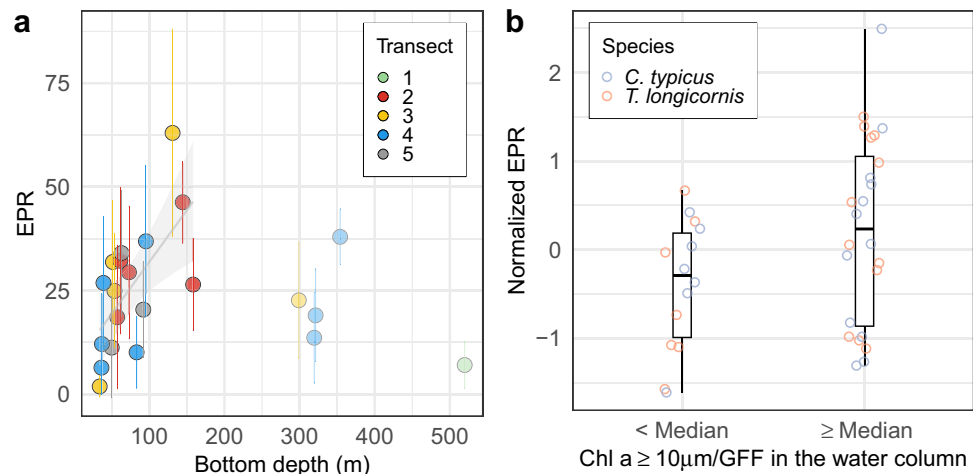 a
EPR
75
50
25
0
100
200
300
400
500
Bottom depth (m)
Transect
1
2
3
4
5
b
Normalized EPR
2
1
0
−1
Species
C. typicus
T. longicornis
< Median
≥ Median
Chl a ≥ 10μm/GFF in the water column